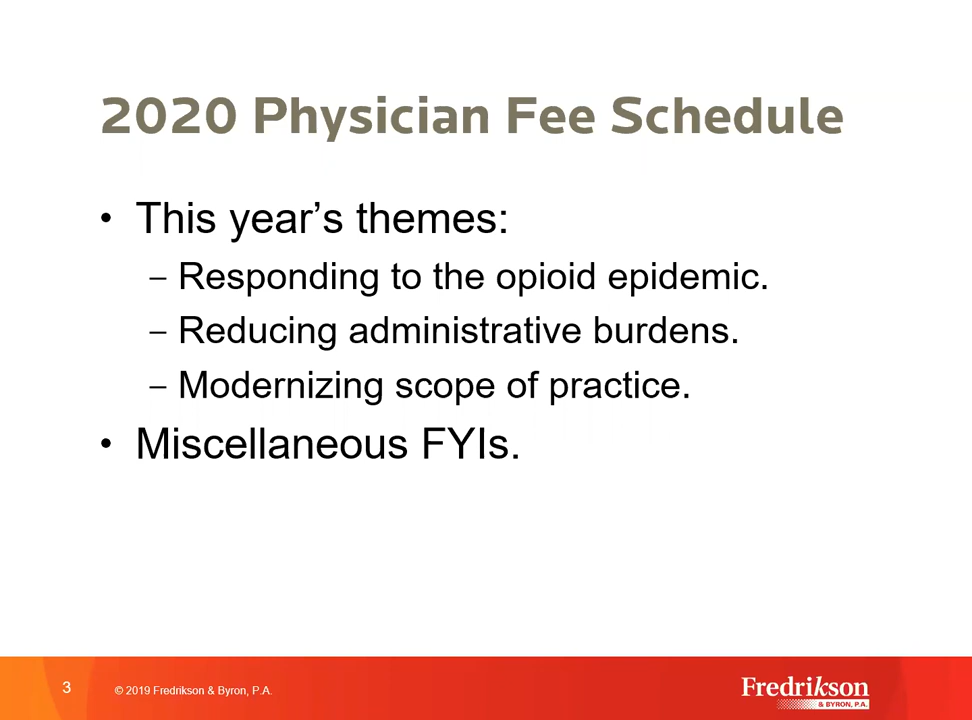 2020 Physician Fee Schedule
• This year’s themes:
– Responding to the opioid epidemic.
– Reducing administrative burdens.
– Modernizing scope of practice.
• Miscellaneous FYIs.
3
© 2019 Fredrikson & Byron, P.A.
Fredrikson
& BYRON, P.A.